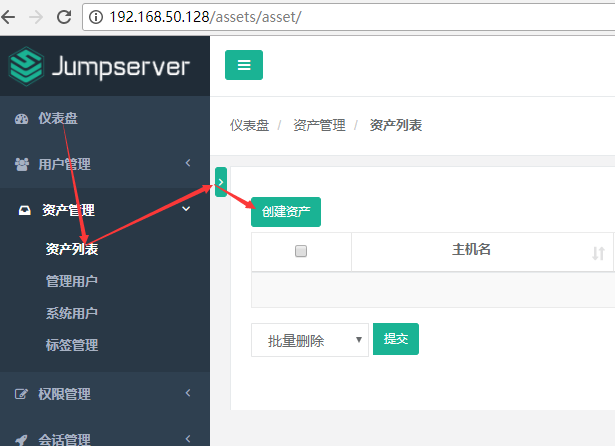 192.168.50.128/assets/asset/
Jumpserver
仪表盘
用户管理
资产管理
资产列表
管理用户
系统用户
标签管理
权限管理
会话管理
仪表盘 / 资产管理 / 资产列表
创建资产
主机名
批量删除
提交